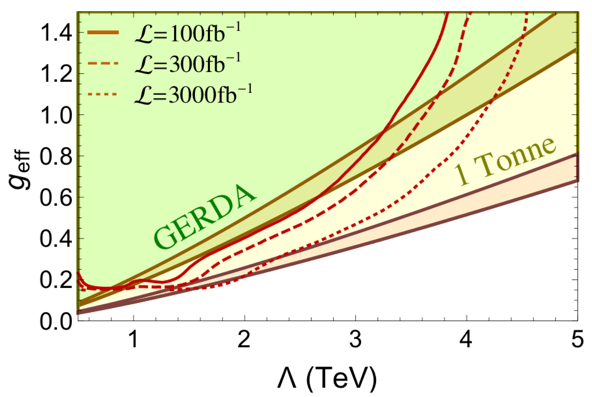 1.4
1.2
1.0
0.8
0.6
0.4
0.2
0.0
g_eff
ℒ=100fb⁻¹
ℒ=300fb⁻¹
ℒ=3000fb⁻¹
GERDA
1 Tonne
1 2 3 4 5
Λ (TeV)